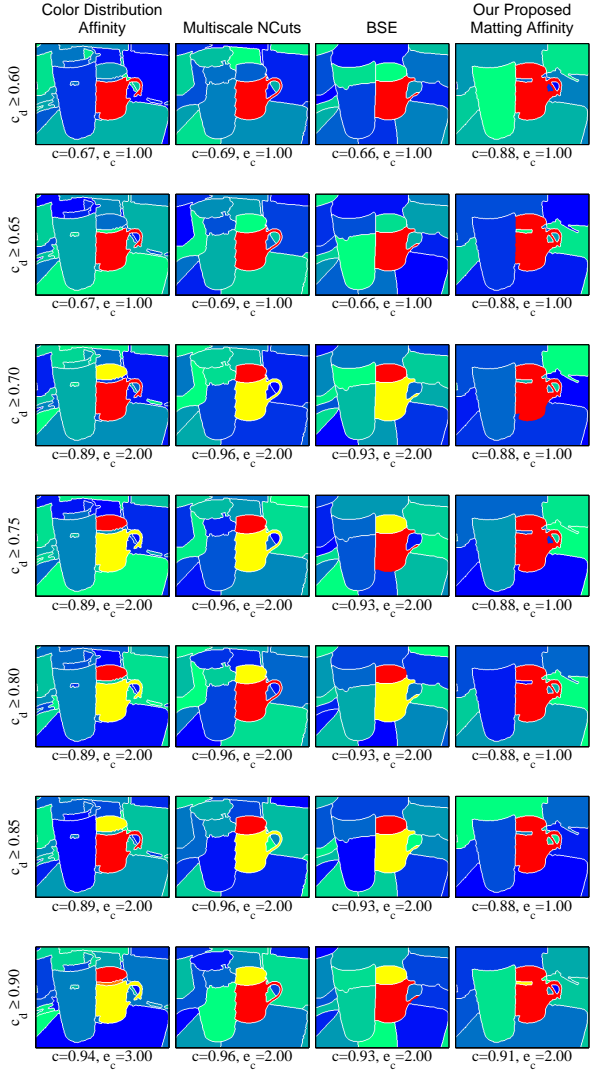 Color Distribution Affinity
Multiscale NCuts
BSE
Our Proposed Matting Affinity
c_p ≥ 0.60
c=0.67, e_c=1.00
c=0.69, e_c=1.00
c=0.66, e_c=1.00
c=0.88, e_c=1.00
c_p ≥ 0.65
c=0.67, e_c=1.00
c=0.69, e_c=1.00
c=0.66, e_c=1.00
c=0.88, e_c=1.00
c_p ≥ 0.70
c=0.89, e_c=2.00
c=0.96, e_c=2.00
c=0.93, e_c=2.00
c=0.88, e_c=1.00
c_p ≥ 0.75
c=0.89, e_c=2.00
c=0.96, e_c=2.00
c=0.93, e_c=2.00
c=0.88, e_c=1.00
c_p ≥ 0.80
c=0.89, e_c=2.00
c=0.96, e_c=2.00
c=0.93, e_c=2.00
c=0.88, e_c=1.00
c_p ≥ 0.85
c=0.89, e_c=2.00
c=0.96, e_c=2.00
c=0.93, e_c=2.00
c=0.88, e_c=1.00
c_p ≥ 0.90
c=0.94, e_c=3.00
c=0.96, e_c=2.00
c=0.93, e_c=2.00
c=0.91, e_c=2.00